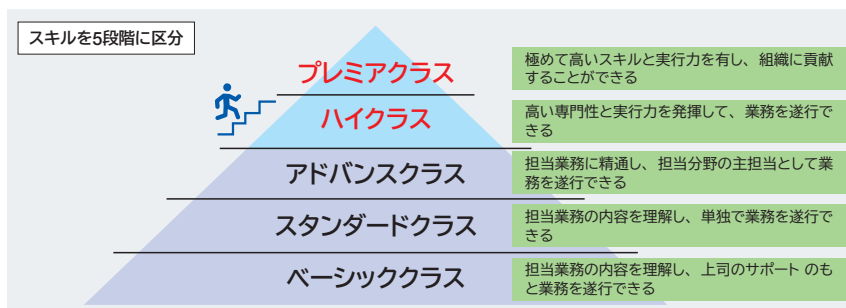 スキルを5段階に区分
プレミアクラス
極めて高いスキルと実行力を有し、組織に貢献
することができる
ハイクラス
高い専門性と実行力を発揮して、業務を遂行で
きる
アドバンスクラス
担当業務に精通し、担当分野の主担当として業
務を遂行できる
スタンダードクラス
担当業務の内容を理解し、単独で業務を遂行で
きる
ベーシッククラス
担当業務の内容を理解し、上司のサポート のも
と業務を遂行できる